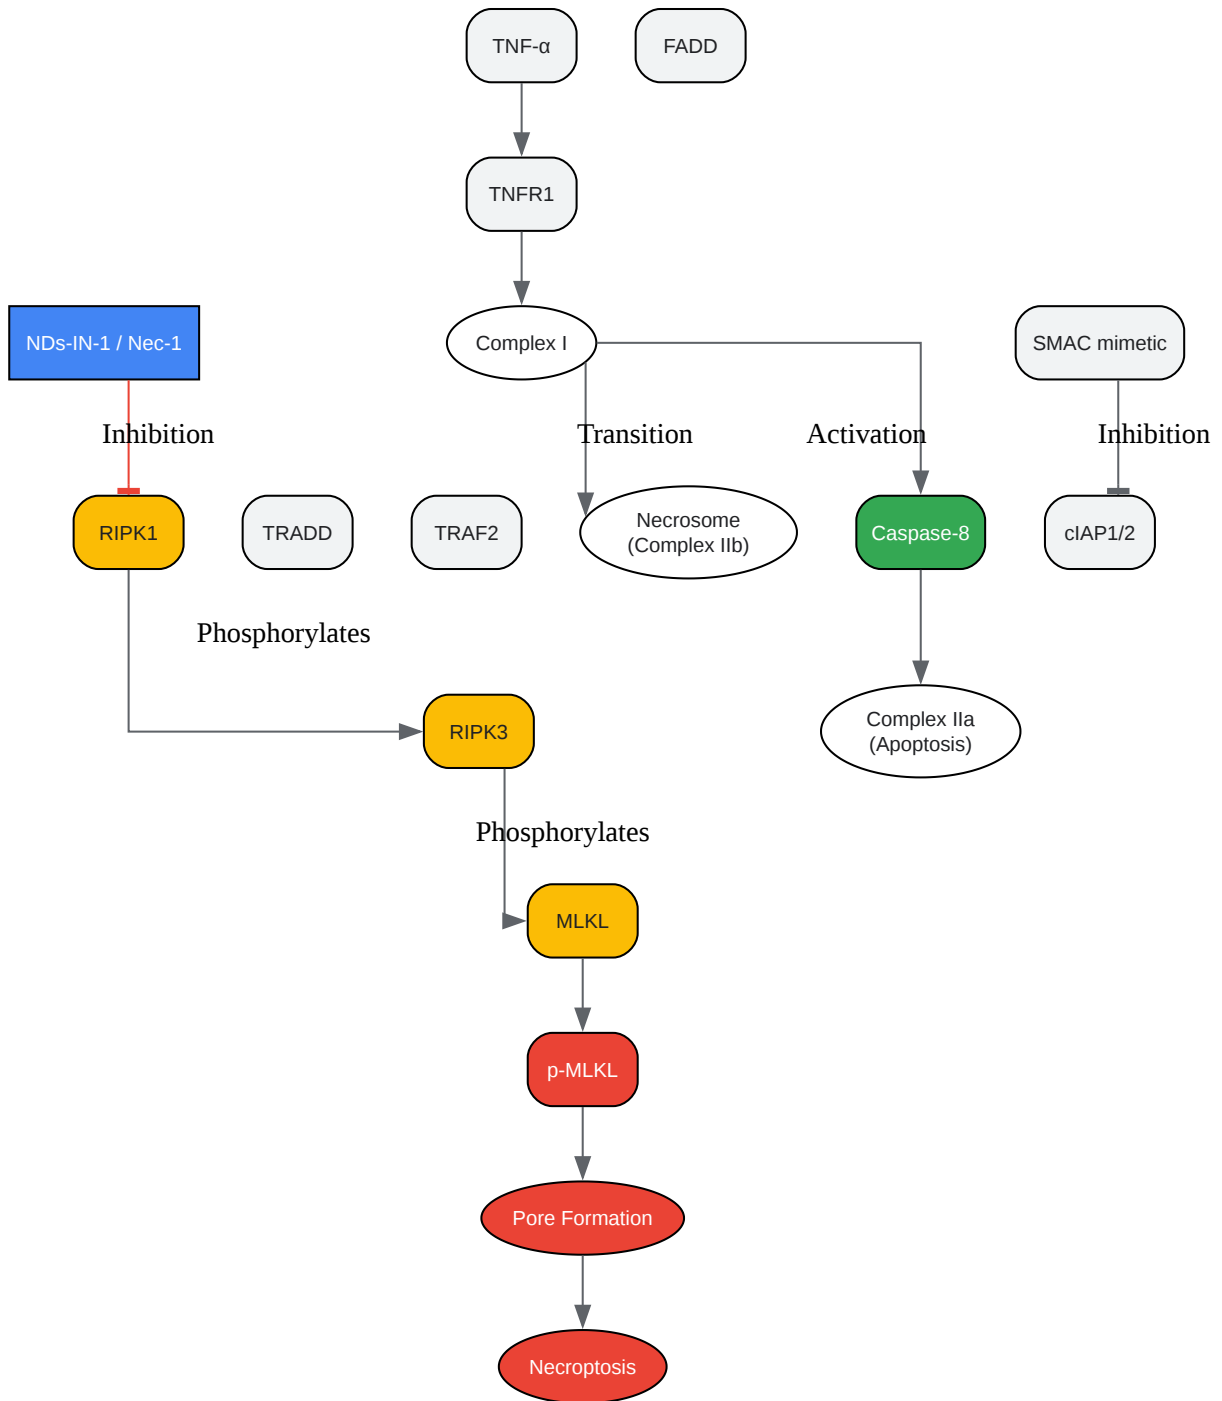 TNF-α
FADD
TNFR1
NDs-IN-1 / Nec-1
Complex I
SMAC mimetic
Inhibition
Transition
Activation
Inhibition
RIPK1
TRADD
TRAF2
Necrosome
(Complex IIb)
Caspase-8
cIAP1/2
Phosphorylates
RIPK3
Complex IIa
(Apoptosis)
Phosphorylates
MLKL
p-MLKL
Pore Formation
Necroptosis